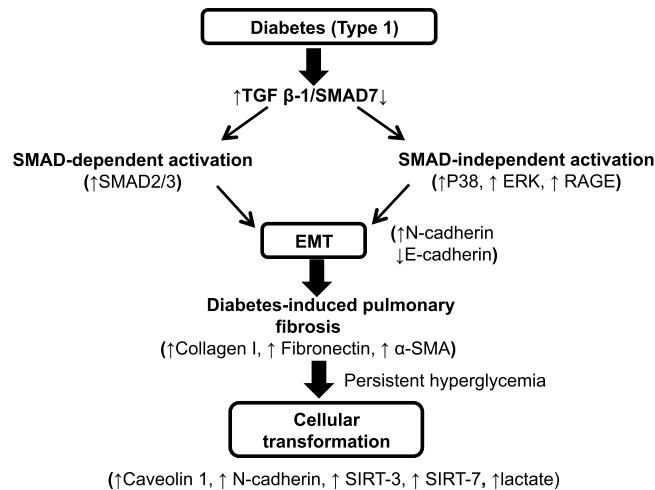 Diabetes (Type 1)
↑TGF β-1/SMAD7↓
SMAD-dependent activation
(↑SMAD2/3)
SMAD-independent activation
(↑P38, ↑ ERK, ↑ RAGE)
EMT
(↑N-cadherin
↓E-cadherin)
Diabetes-induced pulmonary
fibrosis
(↑Collagen I, ↑ Fibronectin, ↑ α-SMA)
Persistent hyperglycemia
Cellular
transformation
(↑Caveolin 1, ↑ N-cadherin, ↑ SIRT-3, ↑ SIRT-7, ↑lactate)